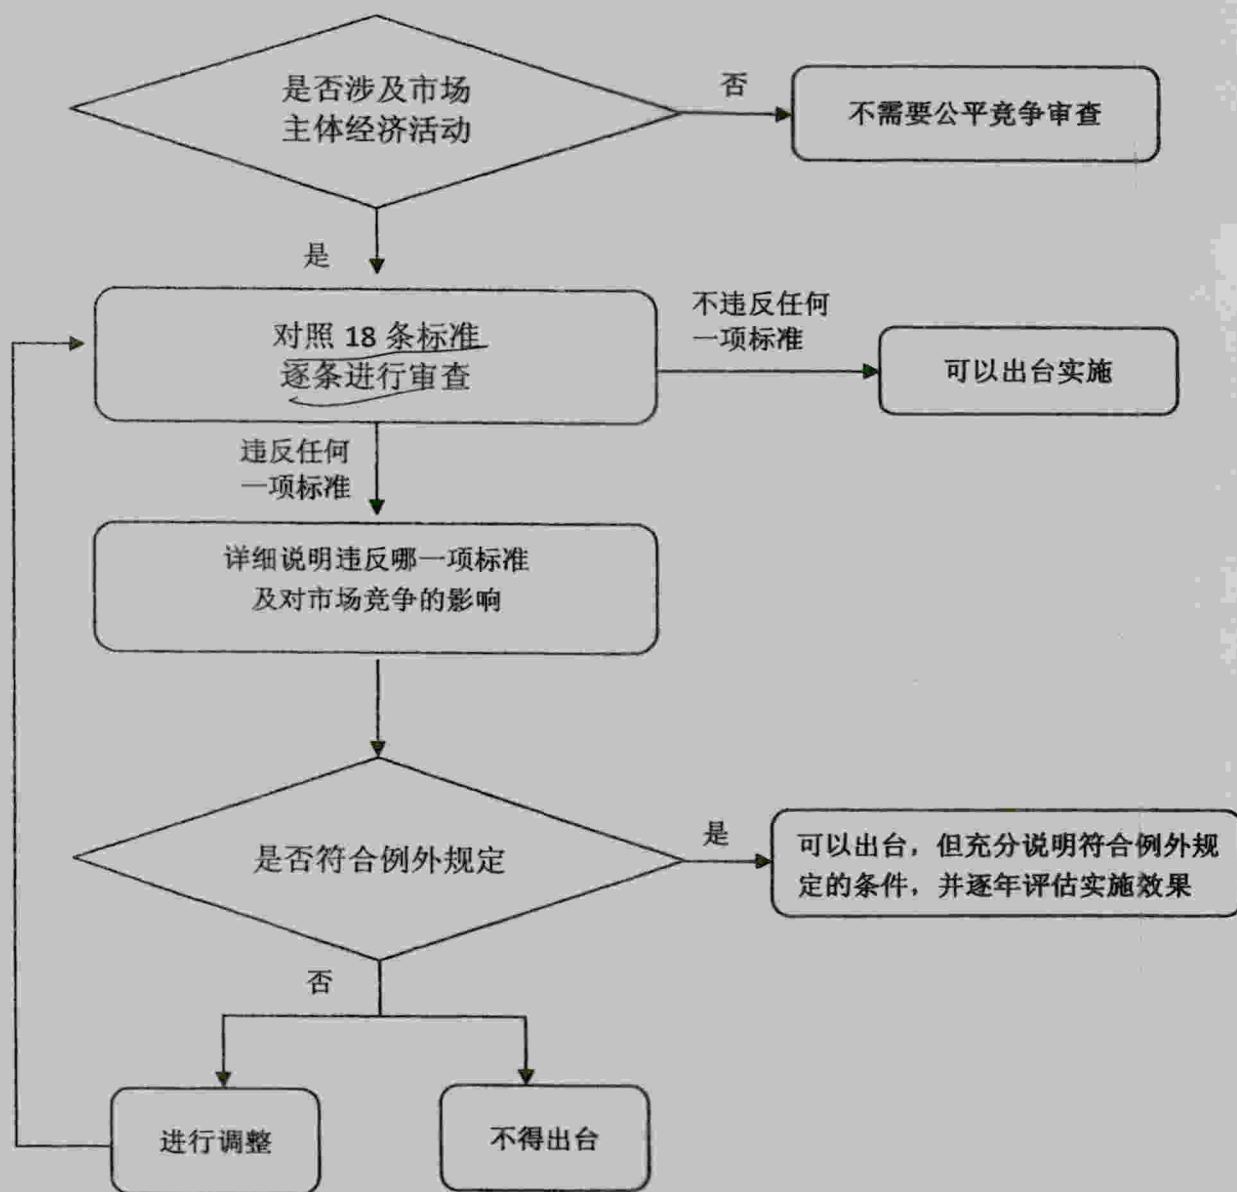 是否涉及市场
主体经济活动
否
不需要公平竞争审查
是
对照 18 条标准
逐条进行审查
不违反任何
一项标准
可以出台实施
违反任何
一项标准
详细说明违反哪一项标准
及对市场竞争的影响
是否符合例外规定
是
可以出台，但充分说明符合例外规
定的条件，并逐年评估实施效果
否
进行调整
不得出台